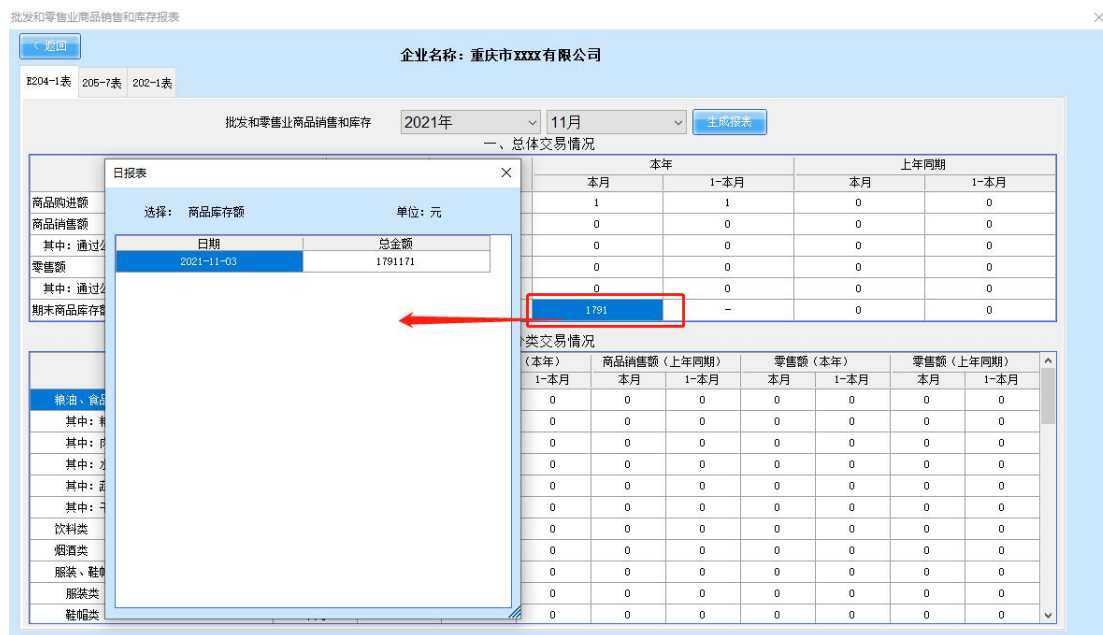 批发和零售业商品销售和库存报表
< 返回
企业名称：重庆市XXXX有限公司
E204-1表 205-7表 202-1表
批发和零售业商品销售和库存 2021年 11月 生成报表
一、总体交易情况
本年 上年同期
本月 1-本月 本月 1-本月
商品购进额 1 1 0 0
商品销售额 0 0 0 0
其中：通过公 0 0 0 0
零售额 0 0 0 0
其中：通过公 0 0 0 0
期末商品库存额 1791 - 0 0
日报表
选择： 商品库存额 单位：元
日期 总金额
2021-11-03 1791171
类交易情况
（本年） 商品销售额（上年同期） 零售额（本年） 零售额（上年同期）
1-本月 本月 1-本月 本月 1-本月 本月 1-本月
粮油、食品 0 0 0 0 0 0 0
其中： 0 0 0 0 0 0 0
其中： 0 0 0 0 0 0 0
其中： 0 0 0 0 0 0 0
其中： 0 0 0 0 0 0 0
其中： 0 0 0 0 0 0 0
饮料类 0 0 0 0 0 0 0
烟酒类 0 0 0 0 0 0 0
服装、鞋帽 0 0 0 0 0 0 0
服装类 0 0 0 0 0 0 0
鞋帽类 0 0 0 0 0 0 0